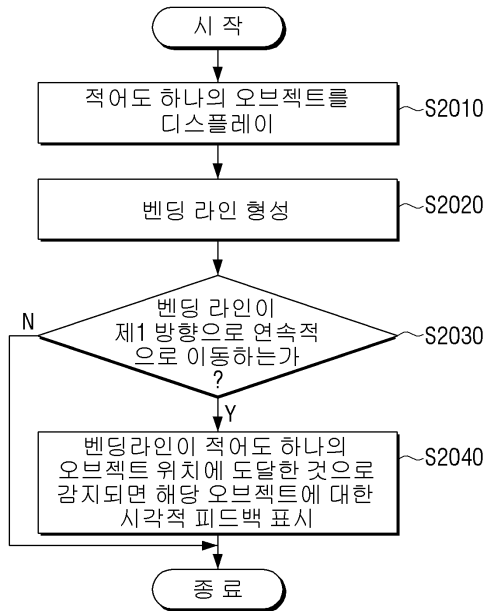 시 작
적어도 하나의 오브젝트를
디스플레이
S2010
벤딩 라인 형성
S2020
벤딩 라인이
제1 방향으로 연속적
으로 이동하는가
?
S2030
N
Y
벤딩라인이 적어도 하나의
오브젝트 위치에 도달한 것으로
감지되면 해당 오브젝트에 대한
시각적 피드백 표시
S2040
종 료